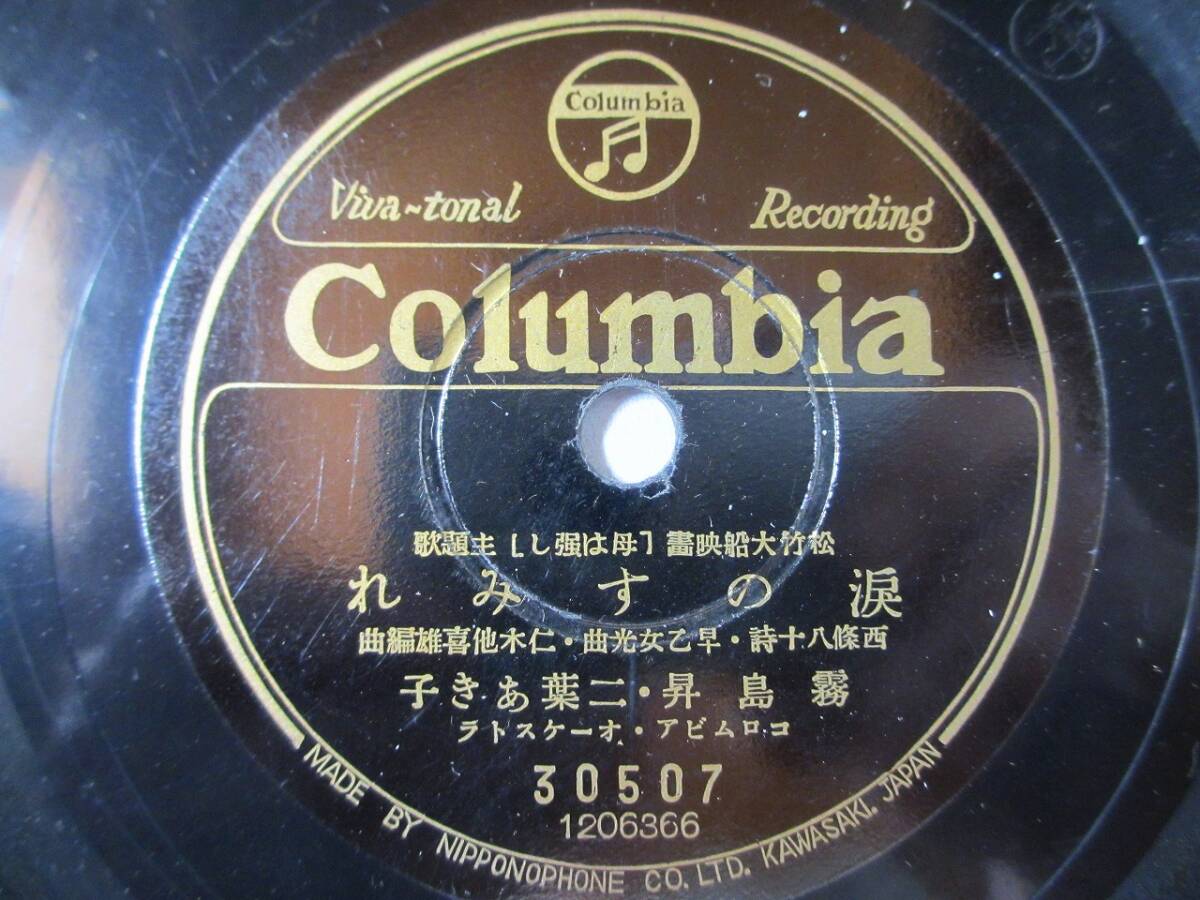 Columbia
Viva~tonal Recording
Columbia
松竹大船映畵「母は强し」主題歌
淚のすみれ
西條八十詩・早乙女光曲・仁木他喜雄編曲
霧島昇・二葉あき子
コロムビア・オーケストラ
30507
1206366
MADE BY NIPPONOPHONE CO. LTD. KAWASAKI. JAPAN